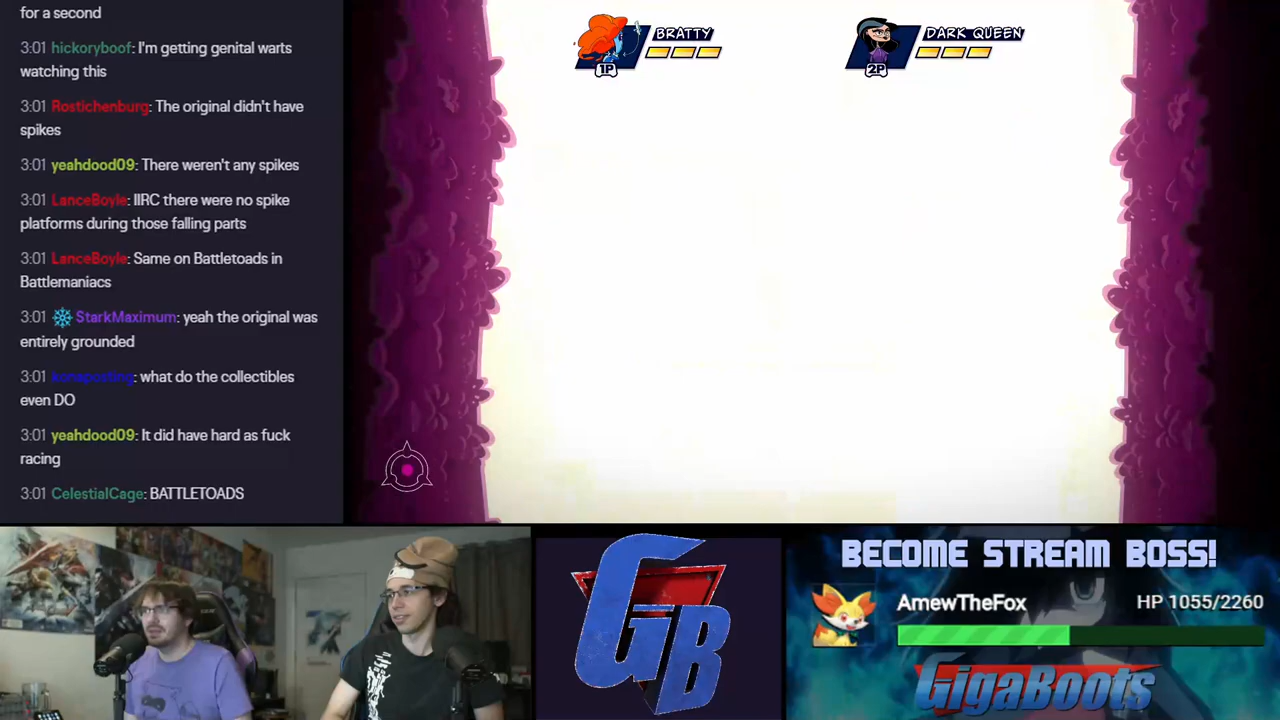 for a second
3:01 hickoryboof: I'm getting genital warts
watching this
3:01 Rostichenburg: The original didn't have
spikes
3:01 yeahdood09: There weren't any spikes
3:01 LanceBoyle: IIRC there were no spike
platforms during those falling parts
3:01 LanceBoyle: Same on Battletoads in
Battlemaniacs
3:01 StarkMaximum: yeah the original was
entirely grounded
3:01 konaposting: what do the collectibles
even DO
3:01 yeahdood09: It did have hard as fuck
racing
3:01 CelestialCage: BATTLETOADS
BRATTY
1P
DARK QUEEN
2P
GB
BECOME STREAM BOSS!
AmewTheFox HP 1055/2260
GIGABOOTS